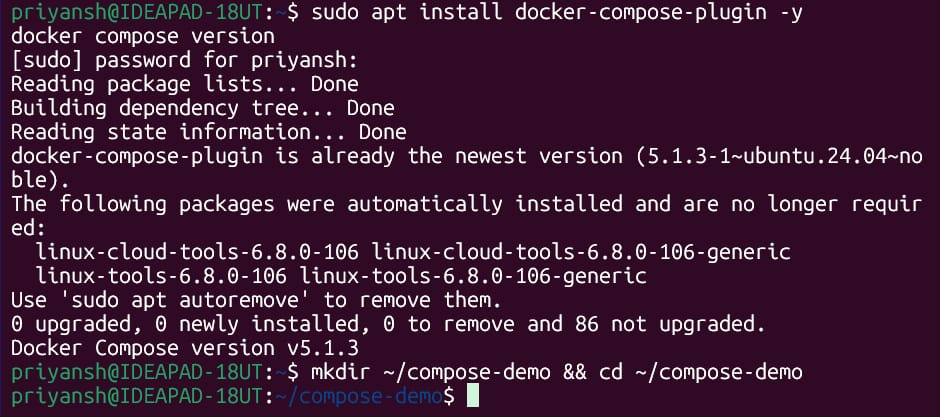 priyansh@IDEAPAD-18UT:~$ sudo apt install docker-compose-plugin -y
docker compose version
[sudo] password for priyansh:
Reading package lists... Done
Building dependency tree... Done
Reading state information... Done
docker-compose-plugin is already the newest version (5.1.3-1~ubuntu.24.04~no
ble).
The following packages were automatically installed and are no longer requir
ed:
  linux-cloud-tools-6.8.0-106 linux-cloud-tools-6.8.0-106-generic
  linux-tools-6.8.0-106 linux-tools-6.8.0-106-generic
Use 'sudo apt autoremove' to remove them.
0 upgraded, 0 newly installed, 0 to remove and 86 not upgraded.
Docker Compose version v5.1.3
priyansh@IDEAPAD-18UT:~$ mkdir ~/compose-demo && cd ~/compose-demo
priyansh@IDEAPAD-18UT:~/compose-demo$